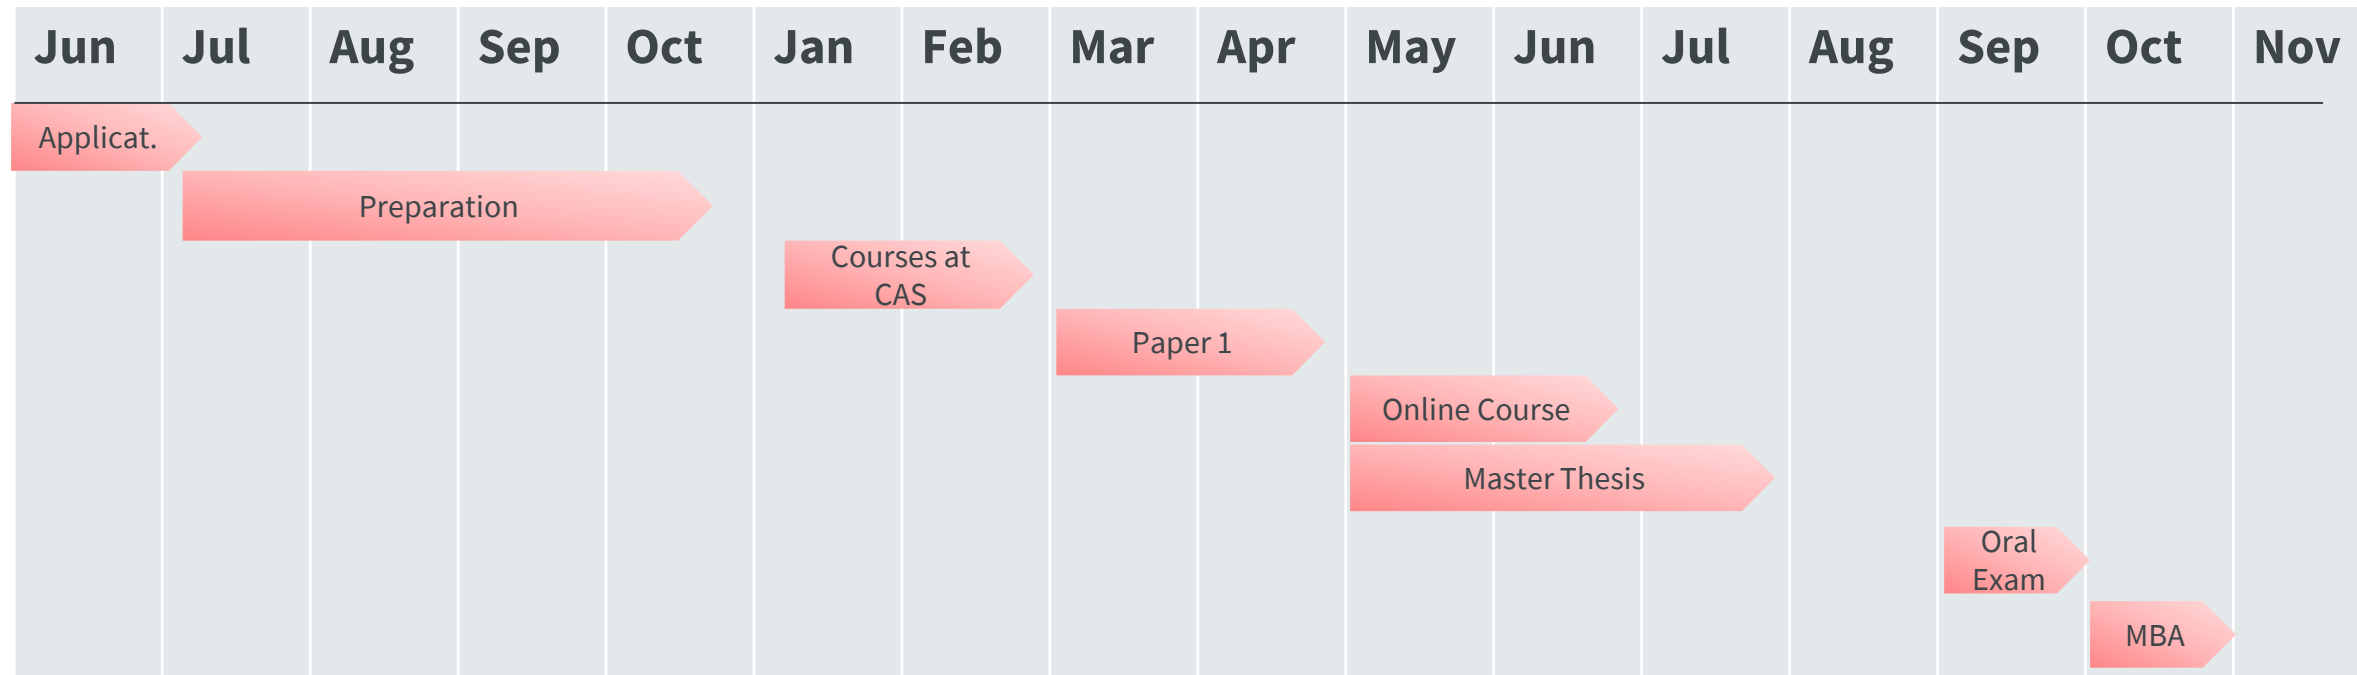 Jun Jul Aug Sep Oct Jan Feb Mar Apr May Jun Jul Aug Sep Oct Nov
Applicat.
Preparation
Courses at
CAS
Paper 1
Online Course
Master Thesis
Oral
Exam
MBA